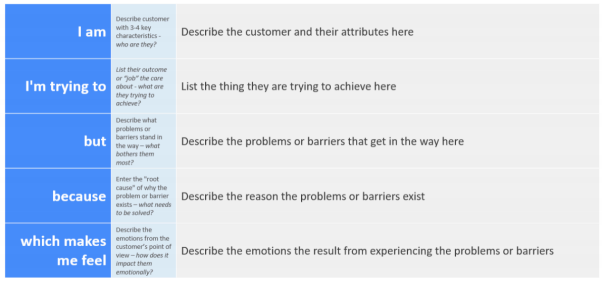 I am
Describe customer
with 3-4 key
characteristics -
who are they?
Describe the customer and their attributes here
I'm trying to
List their outcome
or "job" the care
about - what are
they trying to
achieve?
List the thing they are trying to achieve here
but
Describe what
problems or
barriers stand in
the way – what
bothers them
most?
Describe the problems or barriers that get in the way here
because
Enter the "root
cause" of why the
problem or barrier
exists – what needs
to be solved?
Describe the reason the problems or barriers exist
which makes
me feel
Describe the
emotions from the
customer's point of
view – how does it
impact them
emotionally?
Describe the emotions the result from experiencing the problems or barriers